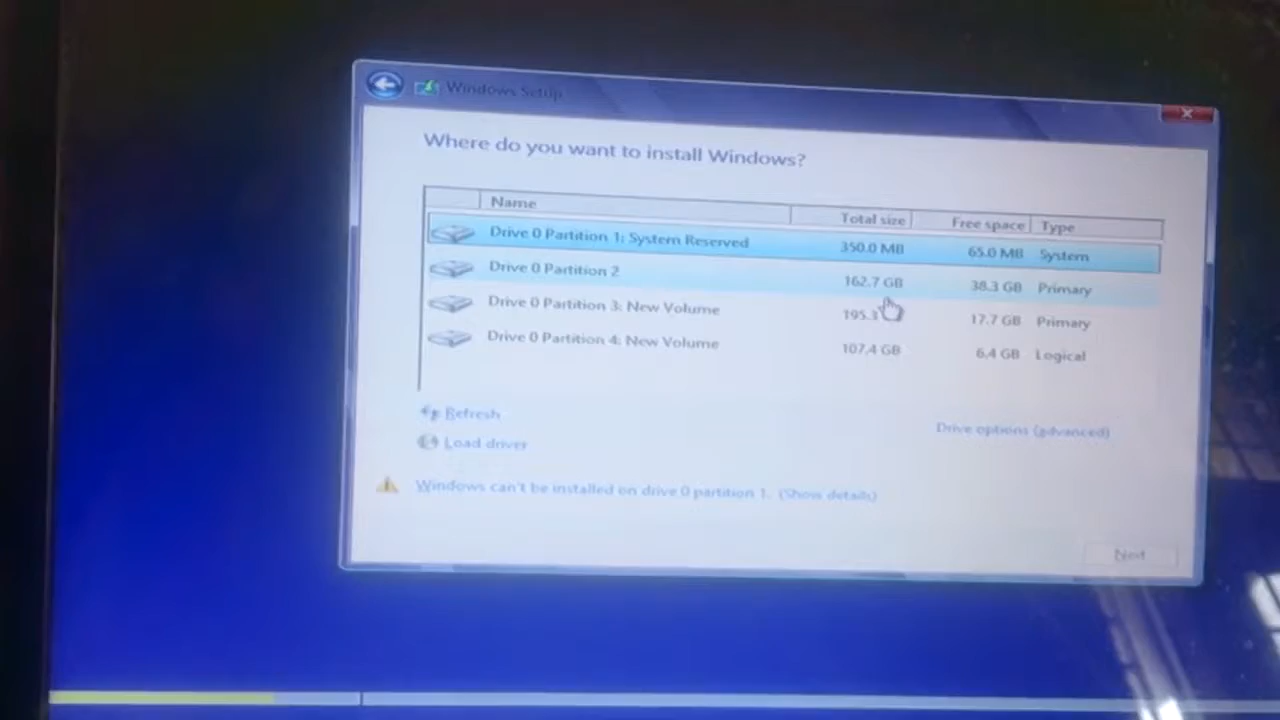 Windows Setup
Where do you want to install Windows?
Name Total size Free space Type
Drive 0 Partition 1: System Reserved 350.0 MB 65.0 MB System
Drive 0 Partition 2 162.7 GB 38.3 GB Primary
Drive 0 Partition 3: New Volume 195.3 17.7 GB Primary
Drive 0 Partition 4: New Volume 107.4 GB 6.4 GB Logical
Refresh
Drive options (advanced)
Load driver
Windows can't be installed on drive 0 partition 1. (Show details)
Next